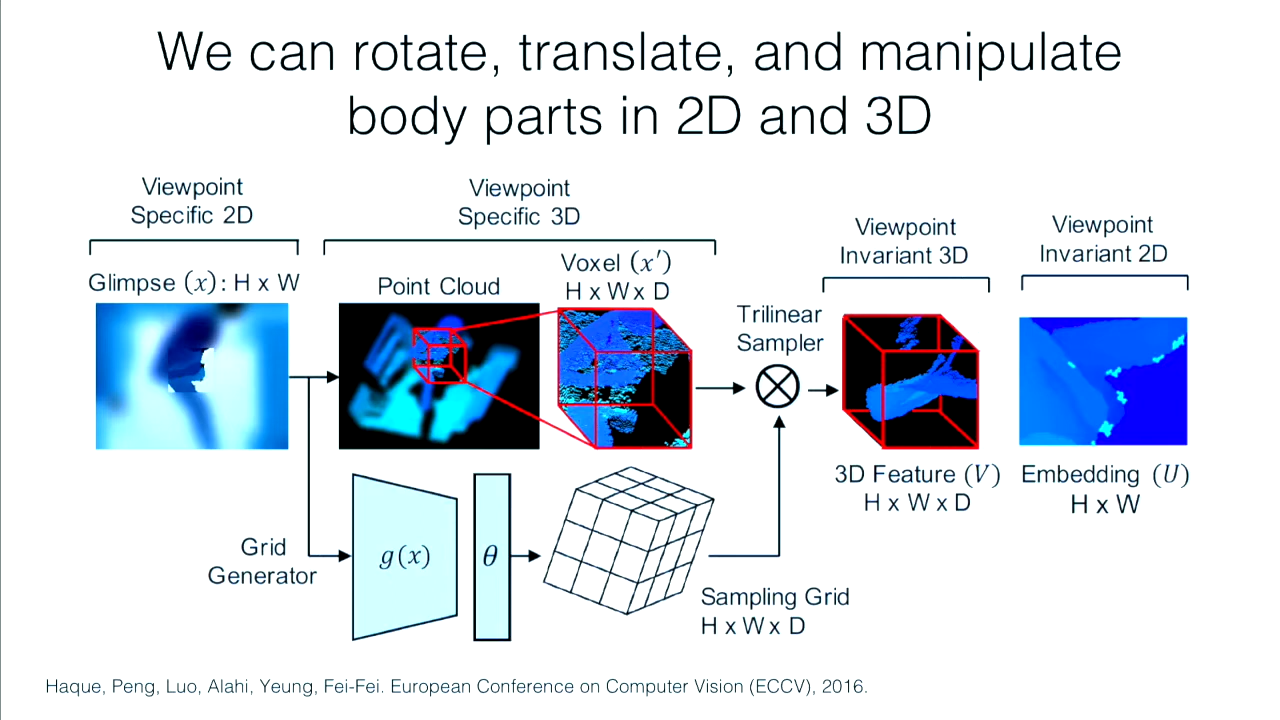 We can rotate, translate, and manipulate
body parts in 2D and 3D
Viewpoint
Specific 2D
Viewpoint
Specific 3D
Viewpoint
Invariant 3D
Viewpoint
Invariant 2D
Glimpse (x): H x W
Point Cloud
Voxel (x′)
H x W x D
Trilinear
Sampler
3D Feature (V)
H x W x D
Embedding (U)
H x W
Grid
Generator
g(x)
θ
Sampling Grid
H x W x D
Haque, Peng, Luo, Alahi, Yeung, Fei-Fei. European Conference on Computer Vision (ECCV), 2016.